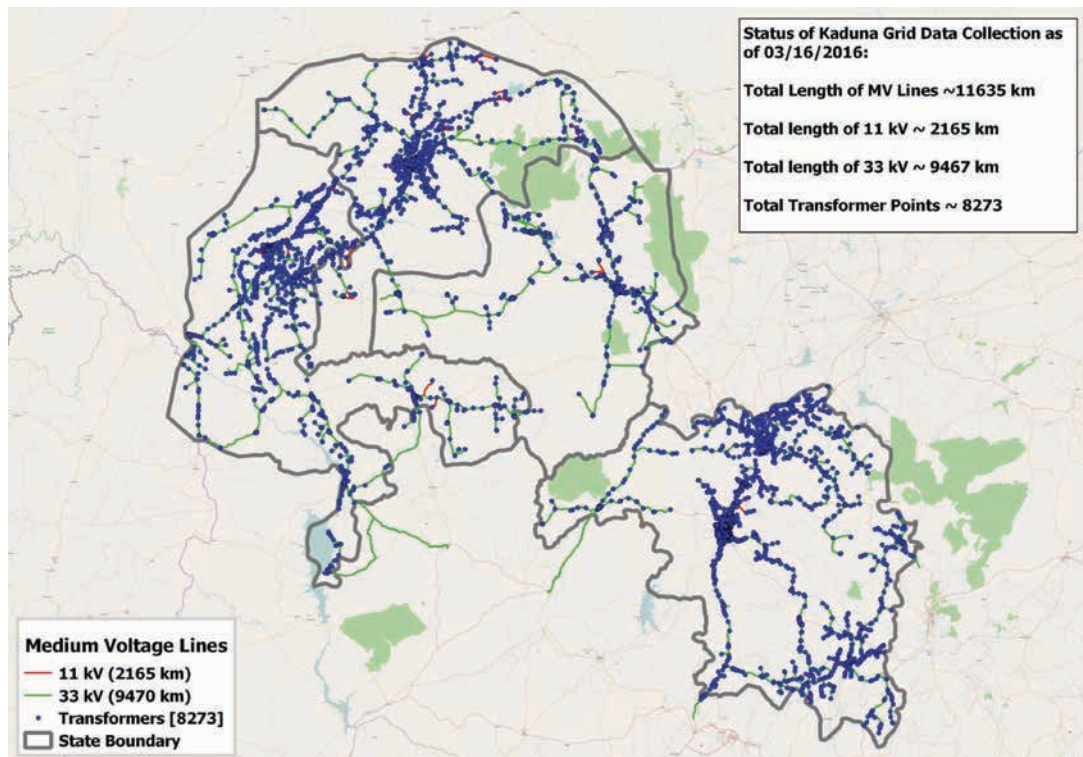 Status of Kaduna Grid Data Collection as
of 03/16/2016:
Total Length of MV Lines ~11635 km
Total length of 11 kV ~ 2165 km
Total length of 33 kV ~ 9467 km
Total Transformer Points ~ 8273
Medium Voltage Lines
11 kV (2165 km)
33 kV (9470 km)
Transformers [8273]
State Boundary